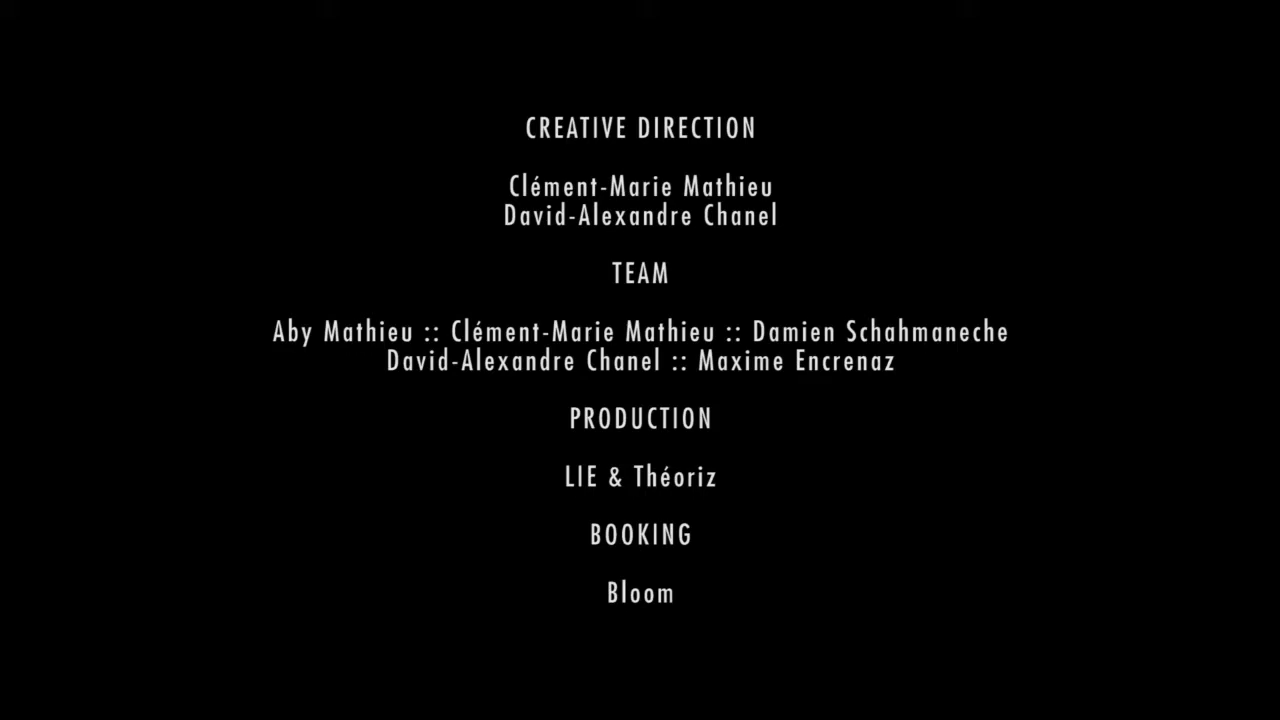 CREATIVE DIRECTION
Clément-Marie Mathieu
David-Alexandre Chanel
TEAM
Aby Mathieu :: Clément-Marie Mathieu :: Damien Schahmaneche
David-Alexandre Chanel :: Maxime Encrenaz
PRODUCTION
LIE & Théoriz
BOOKING
Bloom